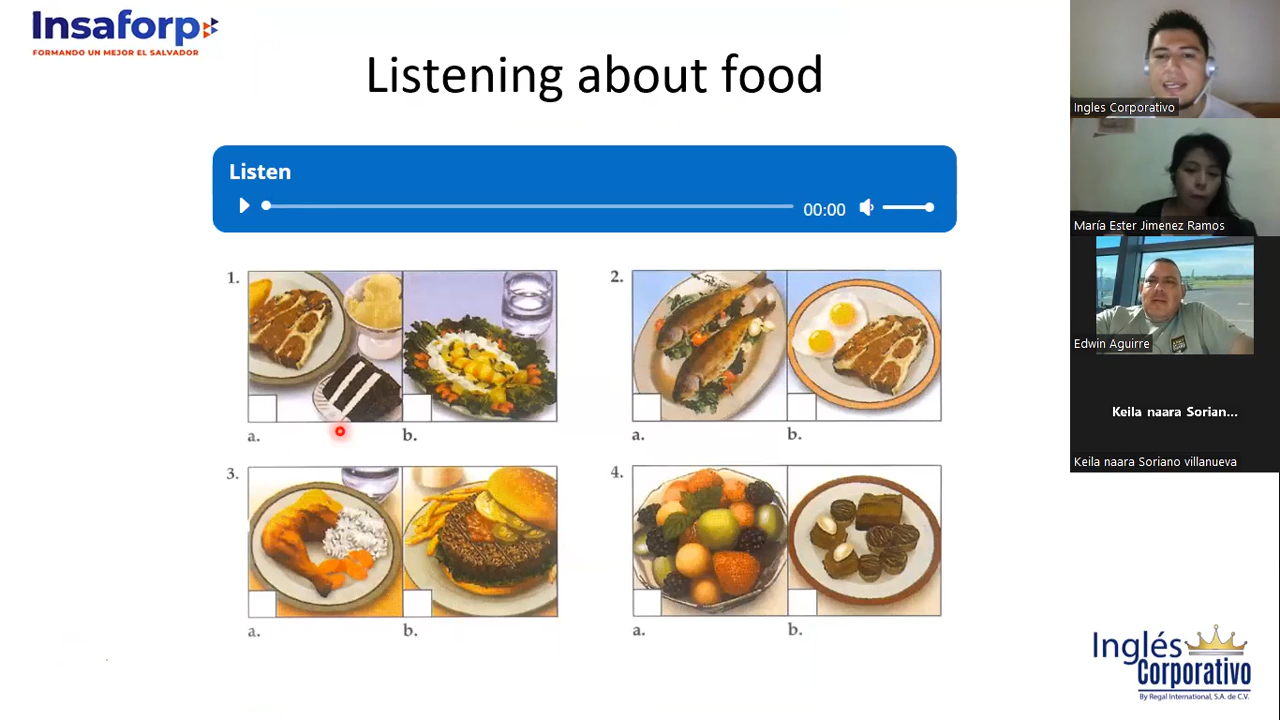 Insaforp
FORMANDO UN MEJOR EL SALVADOR
Listening about food
Listen
00:00
1.
a.
b.
2.
a.
b.
3.
a.
b.
4.
a.
b.
Ingles Corporativo
María Ester Jimenez Ramos
Edwin Aguirre
Keila naara Sorian...
Keila naara Soriano villanueva
Inglés
Corporativo
By Regal International, S.A. de C.V.